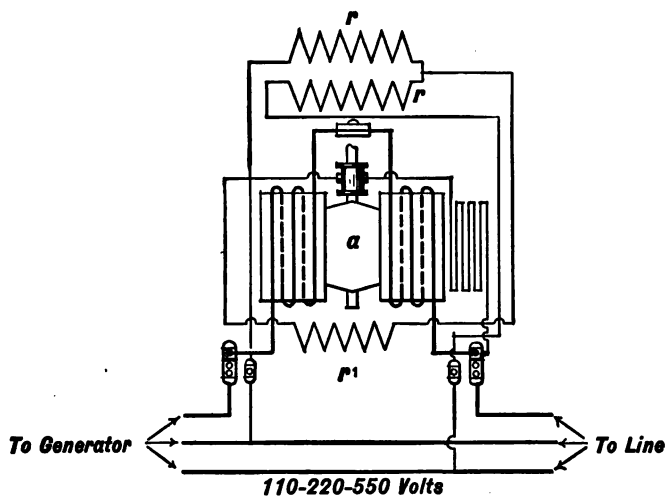 r
r
a
r1
To Generator
To Line
110-220-550 Volts